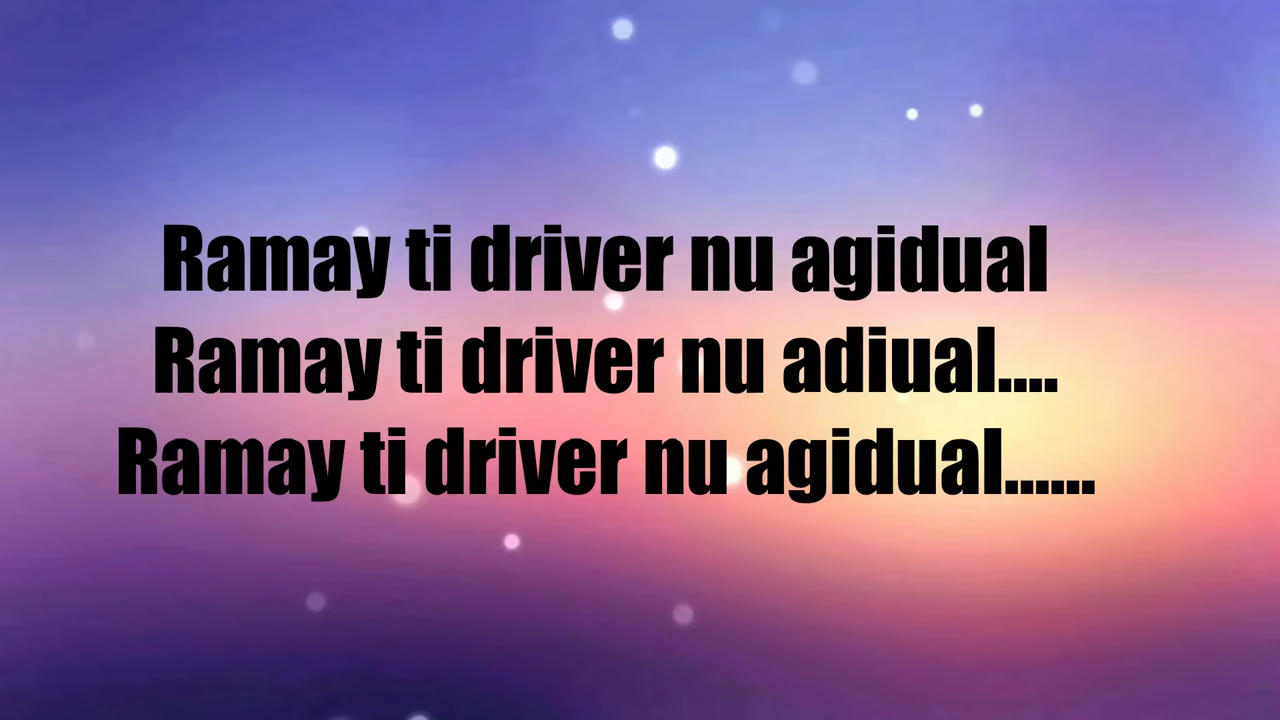 Ramay ti driver nu agidual
Ramay ti driver nu adiual....
Ramay ti driver nu agidual......